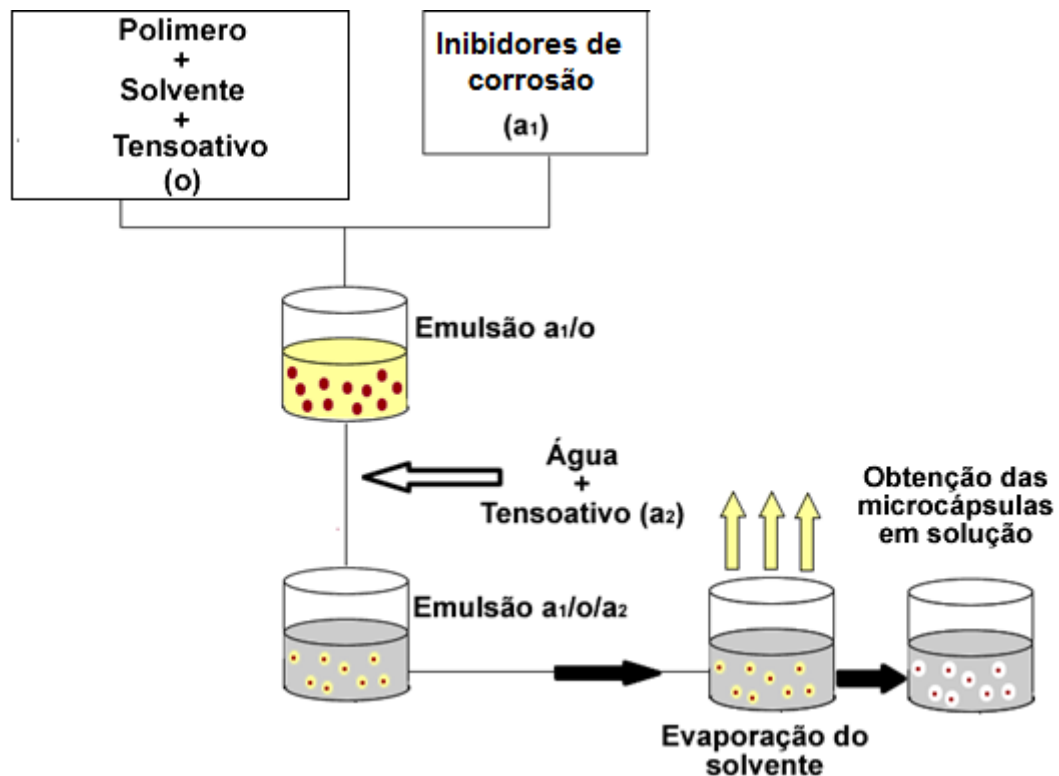 Polimero
+
Solvente
+
Tensoativo
(o)
Inibidores de
corrosão
(a1)
Emulsão a1/o
Água
+
Tensoativo (a2)
Emulsão a1/o/a2
Evaporação do
solvente
Obtenção das
microcápsulas
em solução